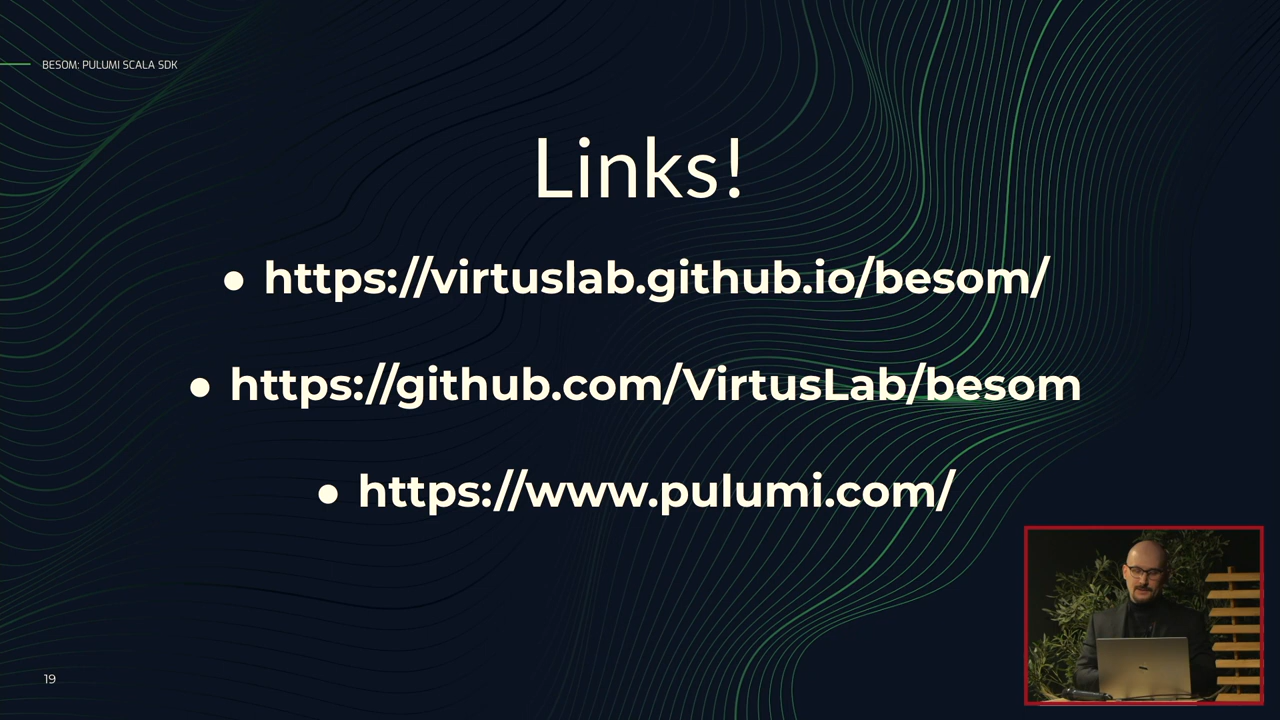 BESOM: PULUMI SCALA SDK
Links!
● https://virtuslab.github.io/besom/
● https://github.com/VirtusLab/besom
● https://www.pulumi.com/
19